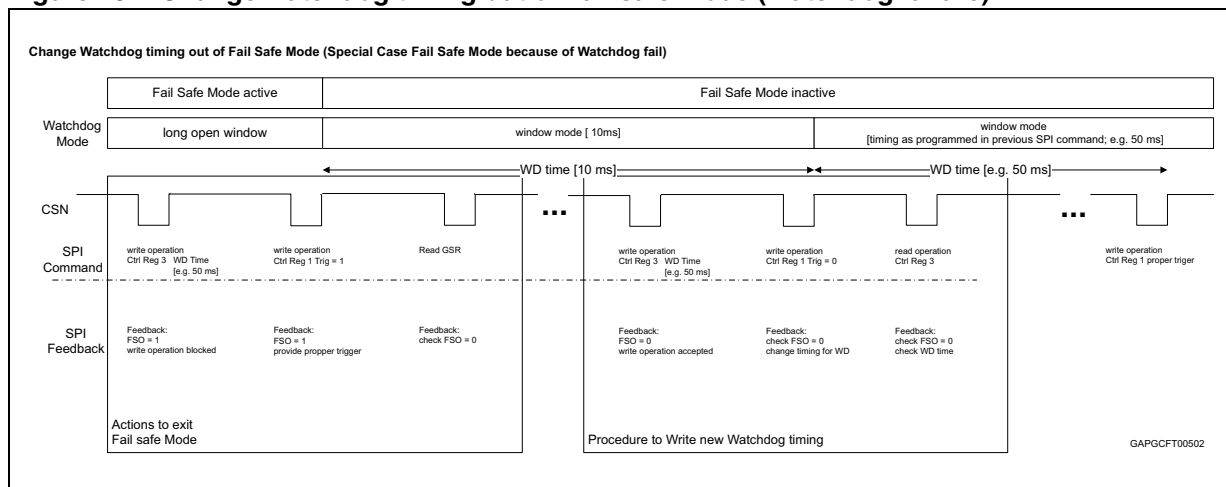 Change Watchdog timing out of Fail Safe Mode (Special Case Fail Safe Mode because of Watchdog fail)
Fail Safe Mode active
Fail Safe Mode inactive
Watchdog
Mode
long open window
window mode [ 10ms]
window mode
[timing as programmed in previous SPI command; e.g. 50 ms]
WD time [10 ms]
WD time [e.g. 50 ms]
CSN
...
...
SPI
Command
write operation
Ctrl Reg 3 WD Time
[e.g. 50 ms]
write operation
Ctrl Reg 1 Trig = 1
Read GSR
write operation
Ctrl Reg 3 WD Time
[e.g. 50 ms]
write operation
Ctrl Reg 1 Trig = 0
read operation
Ctrl Reg 3
write operation
Ctrl Reg 1 proper triger
SPI
Feedback
Feedback:
FSO = 1
write operation blocked
Feedback:
FSO = 1
provide propper trigger
Feedback:
check FSO = 0
Feedback:
FSO = 0
write operation accepted
Feedback:
check FSO = 0
change timing for WD
Feedback:
check FSO = 0
check WD time
Actions to exit
Fail safe Mode
Procedure to Write new Watchdog timing
GAPGCFT00502